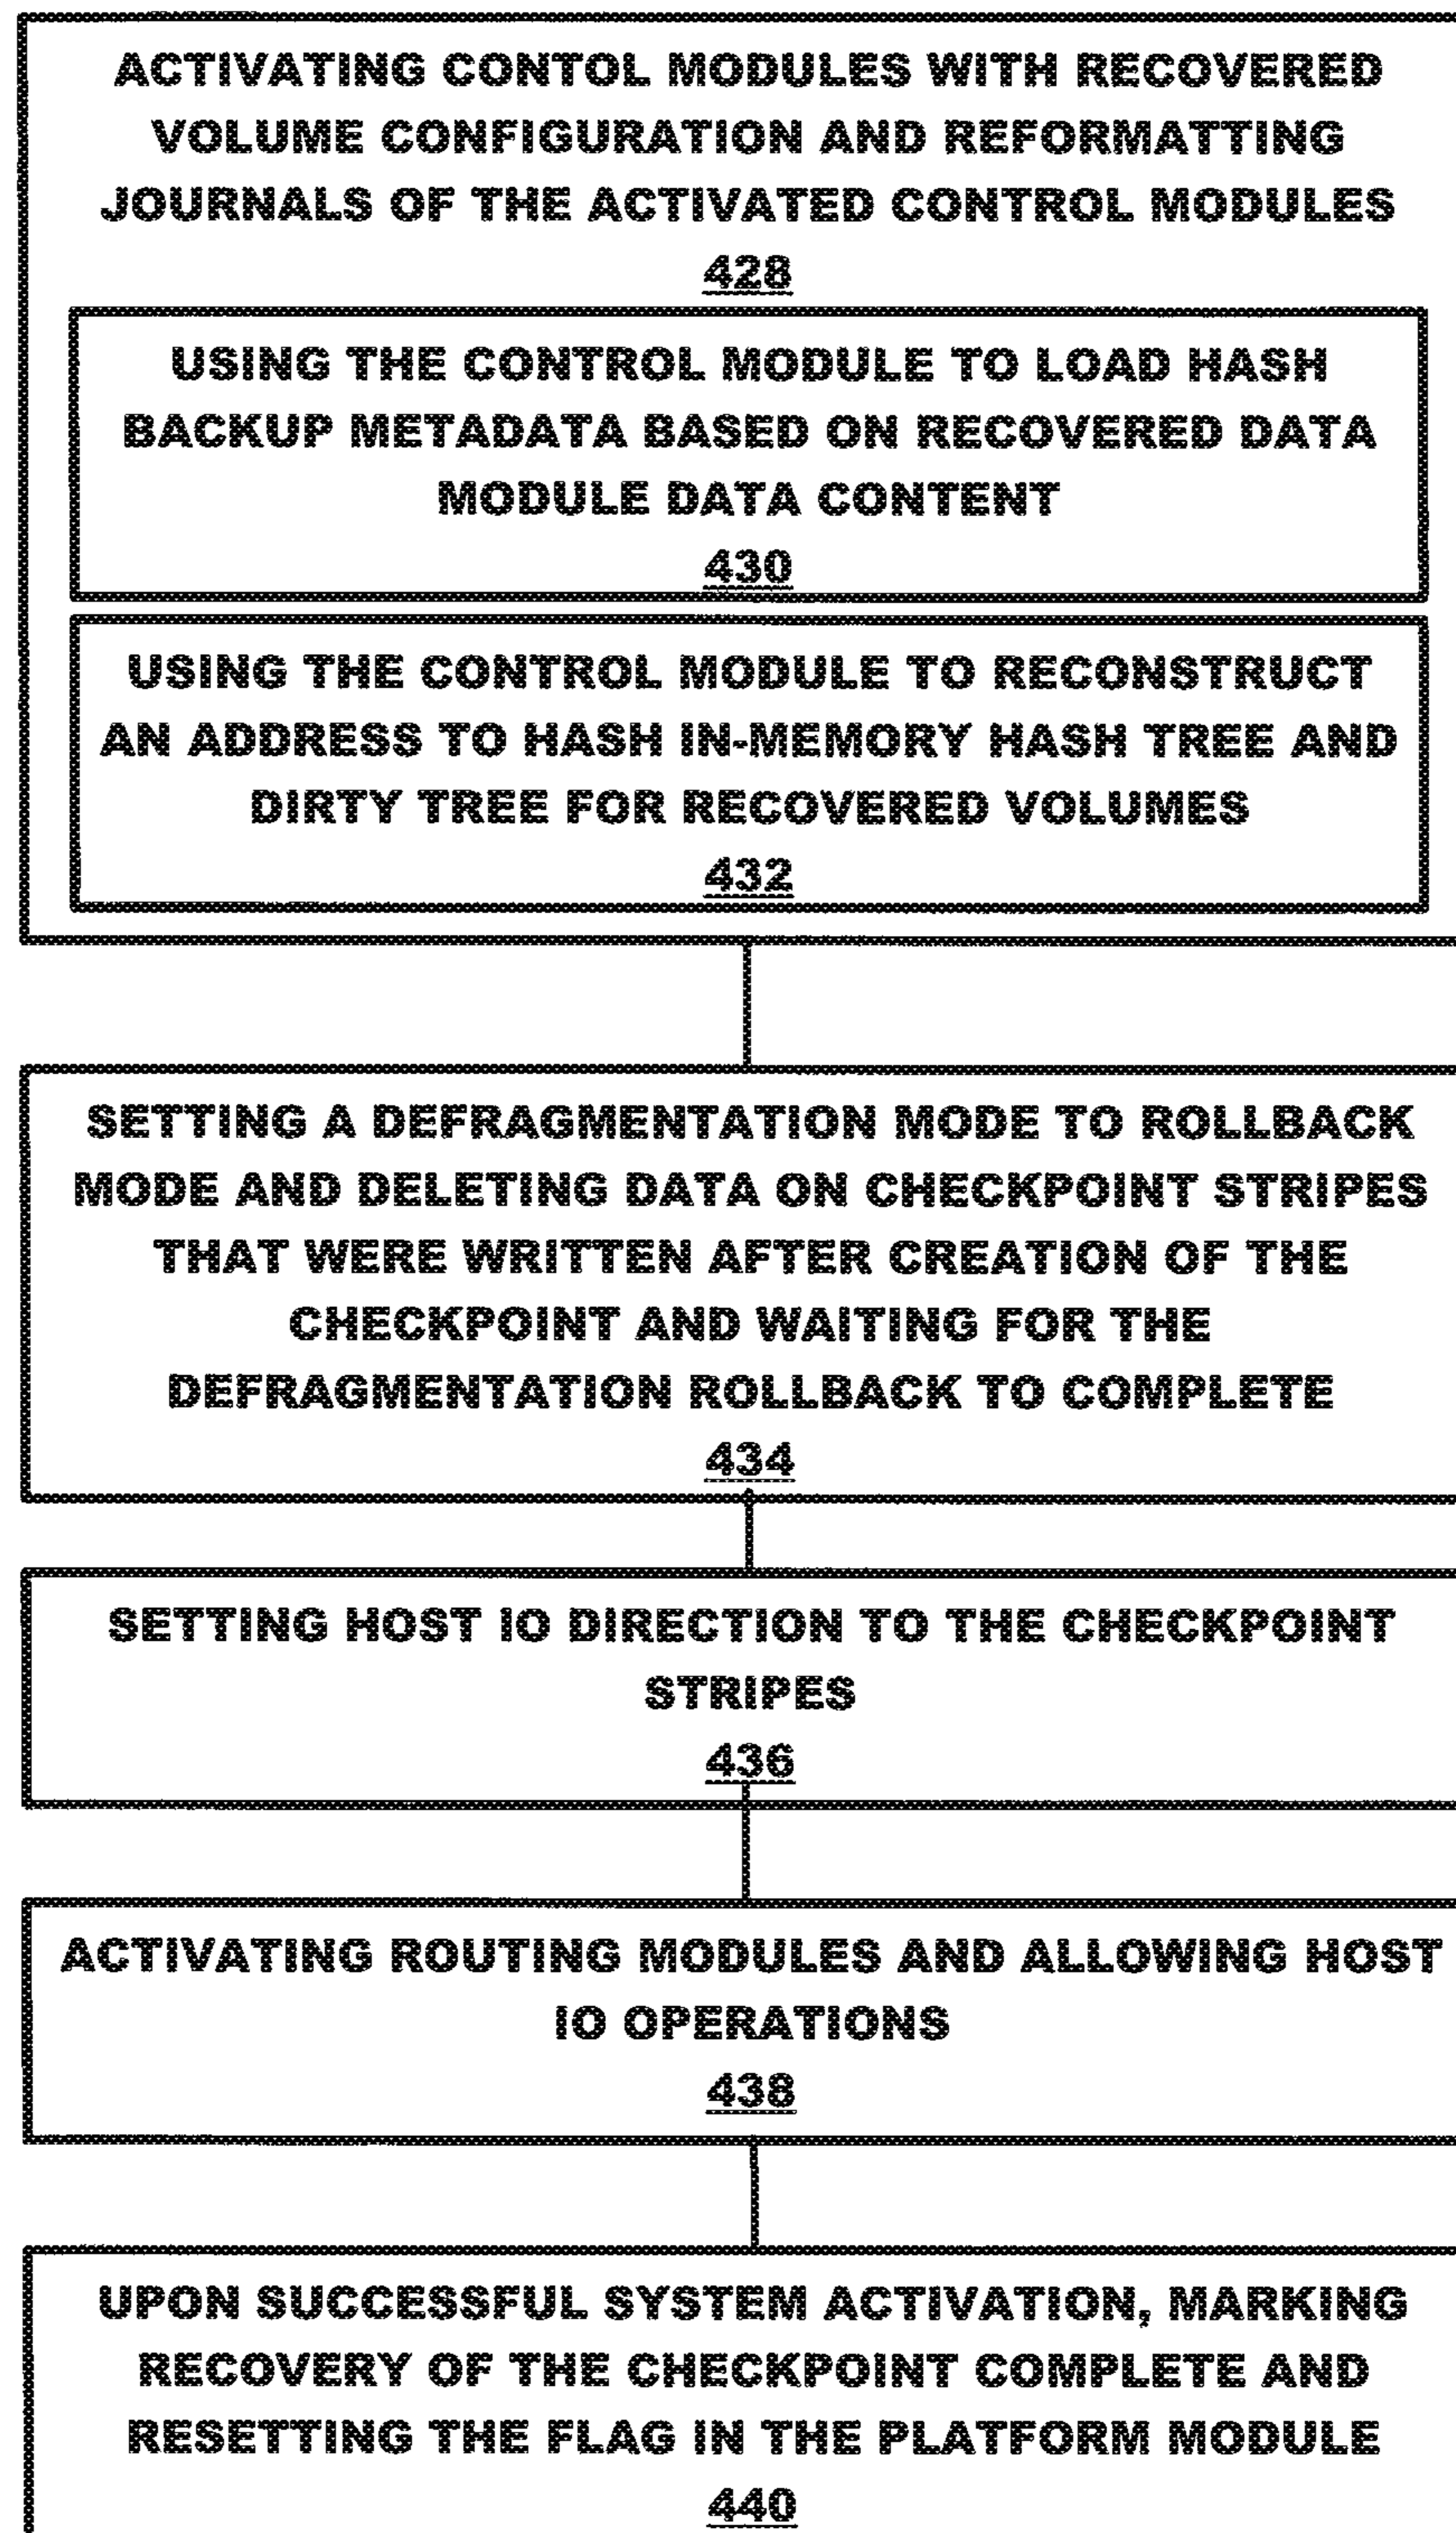 ACTIVATING CONTOL MODULES WITH RECOVERED
VOLUME CONFIGURATION AND REFORMATTING
JOURNALS OF THE ACTIVATED CONTROL MODULES
428
USING THE CONTROL MODULE TO LOAD HASH
BACKUP METADATA BASED ON RECOVERED DATA
MODULE DATA CONTENT
430
USING THE CONTROL MODULE TO RECONSTRUCT
AN ADDRESS TO HASH IN-MEMORY HASH TREE AND
DIRTY TREE FOR RECOVERED VOLUMES
432
SETTING A DEFRAGMENTATION MODE TO ROLLBACK
MODE AND DELETING DATA ON CHECKPOINT STRIPES
THAT WERE WRITTEN AFTER CREATION OF THE
CHECKPOINT AND WAITING FOR THE
DEFRAGMENTATION ROLLBACK TO COMPLETE
434
SETTING HOST IO DIRECTION TO THE CHECKPOINT
STRIPES
436
ACTIVATING ROUTING MODULES AND ALLOWING HOST
IO OPERATIONS
438
UPON SUCCESSFUL SYSTEM ACTIVATION, MARKING
RECOVERY OF THE CHECKPOINT COMPLETE AND
RESETTING THE FLAG IN THE PLATFORM MODULE
440